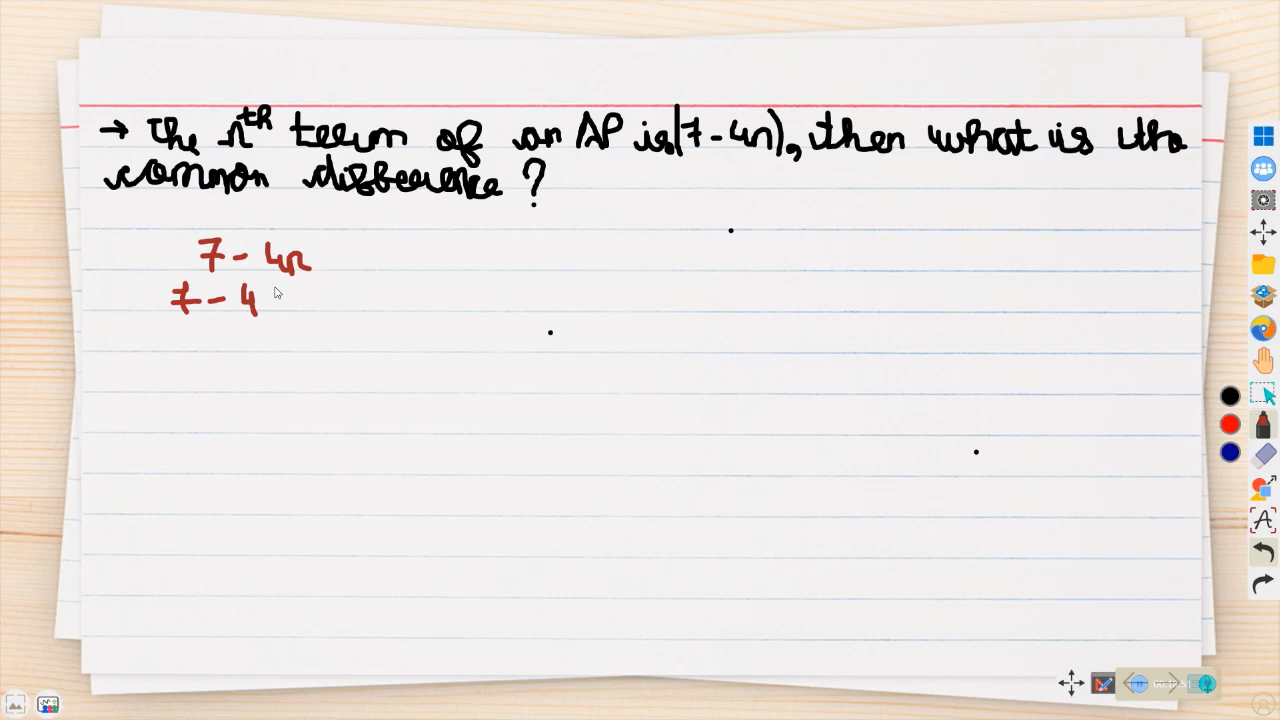 → The nth term of an AP is (7-4n), then what is the
common difference ?
7 - 4n
7 - 4